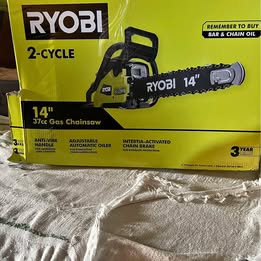 RYOBI
REMEMBER TO BUY
BAR & CHAIN OIL
2-CYCLE
RYOBI 14"
14"
37cc Gas Chainsaw
ANTI-VIBE
HANDLE
ADJUSTABLE
AUTOMATIC OILER
INERTIA-ACTIVATED
CHAIN BRAKE
3 YEAR